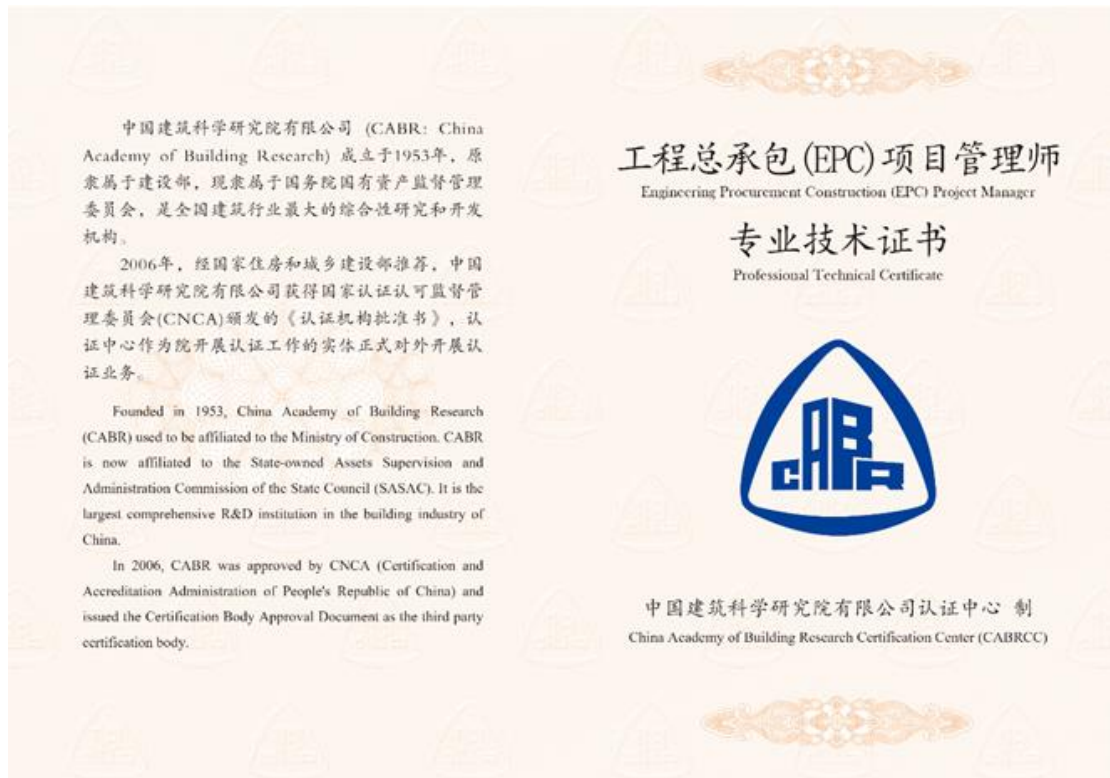 中国建筑科学研究院有限公司 (CABR: China
Academy of Building Research) 成立于1953年，原
隶属于建设部，现隶属于国务院国有资产监督管理
委员会，是全国建筑行业最大的综合性研究和开发
机构。
2006年，经国家住房和城乡建设部推荐，中国
建筑科学研究院有限公司获得国家认证认可监督管
理委员会(CNCA)颁发的《认证机构批准书》，认
证中心作为院开展认证工作的实体正式对外开展认
证业务。
Founded in 1953, China Academy of Building Research
(CABR) used to be affiliated to the Ministry of Construction. CABR
is now affiliated to the State-owned Assets Supervision and
Administration Commission of the State Council (SASAC). It is the
largest comprehensive R&D institution in the building industry of
China.
In 2006, CABR was approved by CNCA (Certification and
Accreditation Administration of People's Republic of China) and
issued the Certification Body Approval Document as the third party
certification body.
工程总承包(EPC)项目管理师
Engineering Procurement Construction (EPC) Project Manager
专业技术证书
Professional Technical Certificate
CABR
中国建筑科学研究院有限公司认证中心 制
China Academy of Building Research Certification Center (CABRCC)